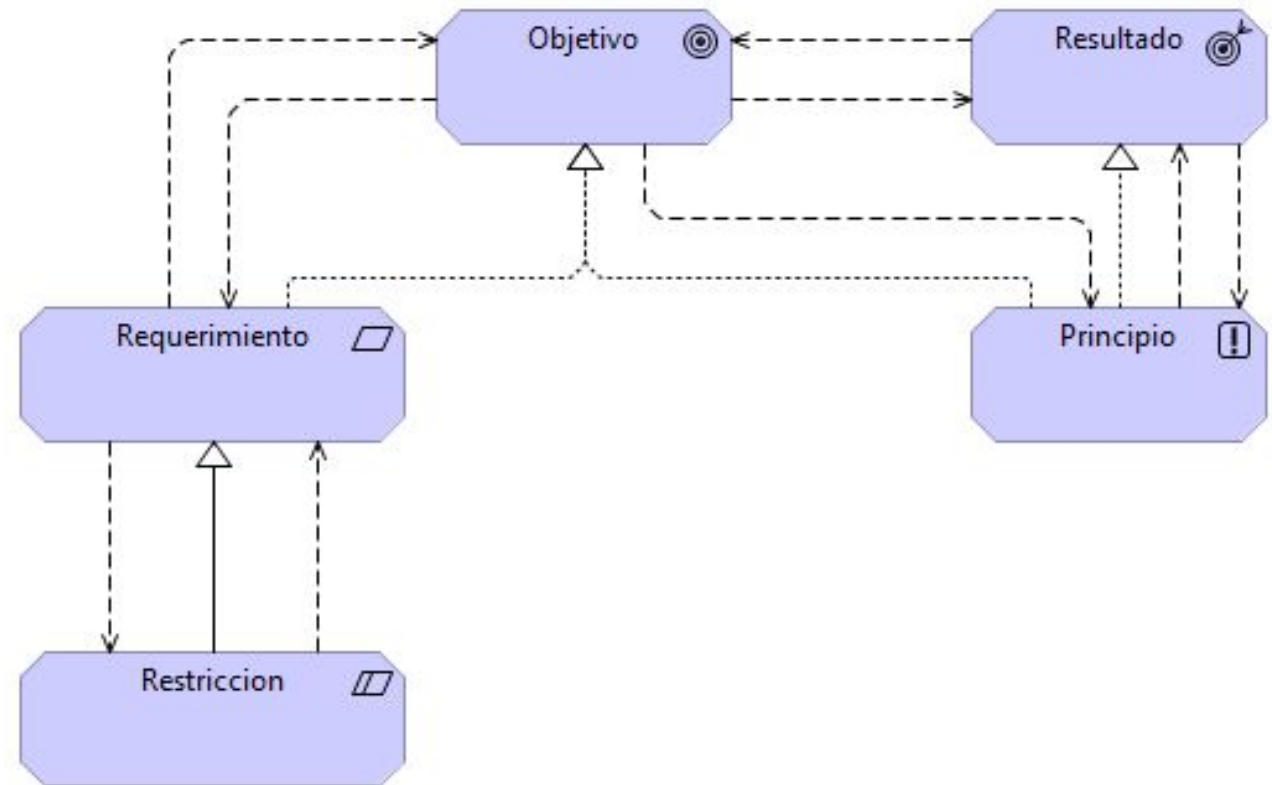 Objetivo
Resultado
Requerimiento
Principio
Restriccion